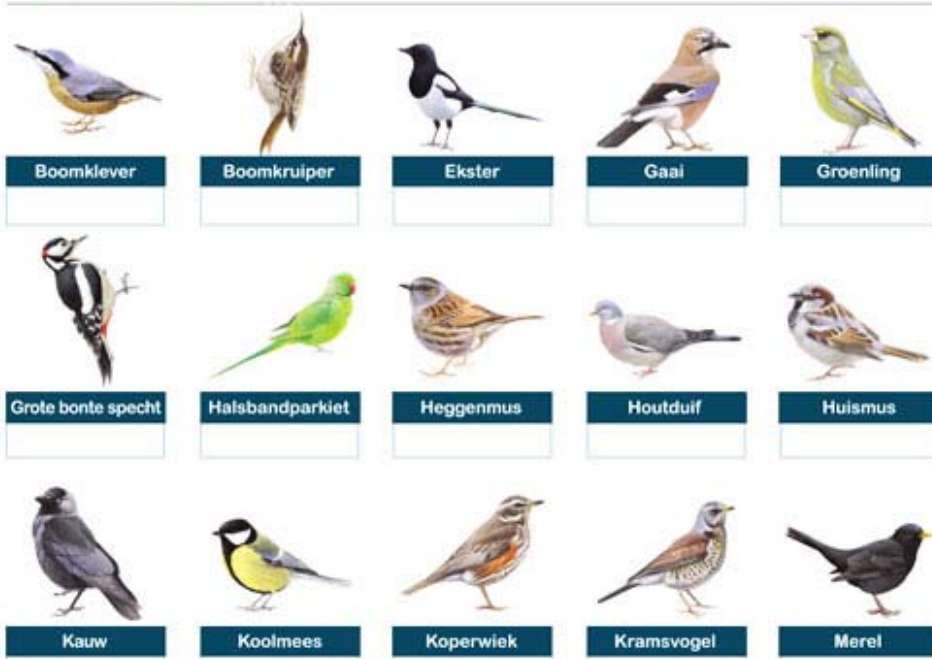 Boomklever
Boomkruiper
Ekster
Gaai
Groenling
Grote bonte specht
Halsbandparkiet
Heggenmus
Houtduif
Huismus
Kauw
Koolmees
Koperwiek
Kramsvogel
Merel